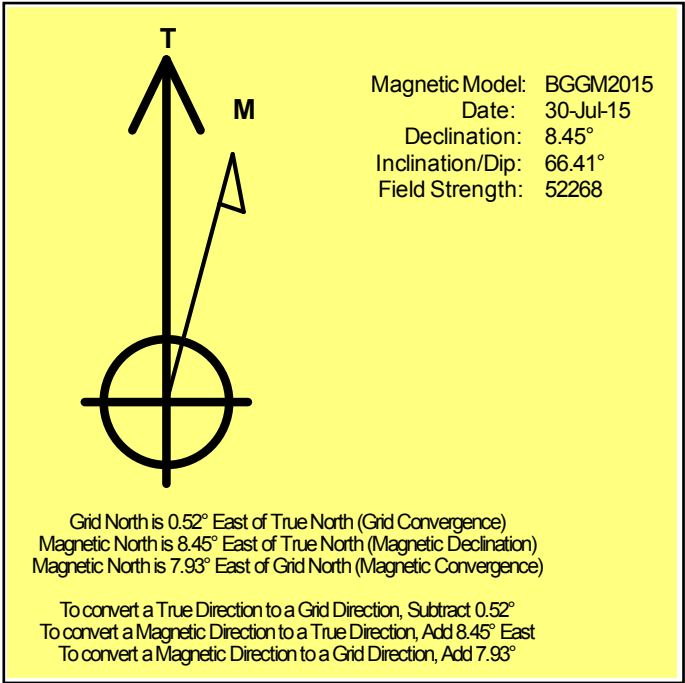 T
M
Magnetic Model: BGGM2015
Date: 30-Jul-15
Declination: 8.45°
Inclination/Dip: 66.41°
Field Strength: 52268
Grid North is 0.52° East of True North (Grid Convergence)
Magnetic North is 8.45° East of True North (Magnetic Declination)
Magnetic North is 7.93° East of Grid North (Magnetic Convergence)
To convert a True Direction to a Grid Direction, Subtract 0.52°
To convert a Magnetic Direction to a True Direction, Add 8.45° East
To convert a Magnetic Direction to a Grid Direction, Add 7.93°